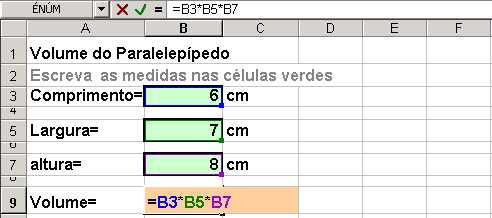 ÉNÚM =B3*B5*B7
A B C D E F
1 Volume do Paralelepípedo
2 Escreva as medidas nas células verdes
3 Comprimento= 6 cm
4
5 Largura= 7 cm
6
7 altura= 8 cm
8
9 Volume= =B3*B5*B7